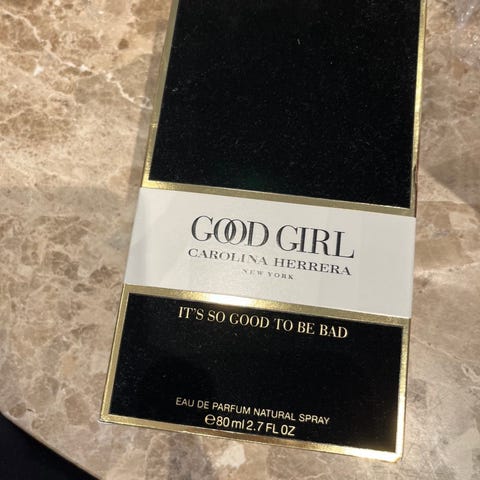 GOOD GIRL
CAROLINA HERRERA
NEW YORK
IT'S SO GOOD TO BE BAD
EAU DE PARFUM NATURAL SPRAY
℮80 ml 2.7 FL OZ